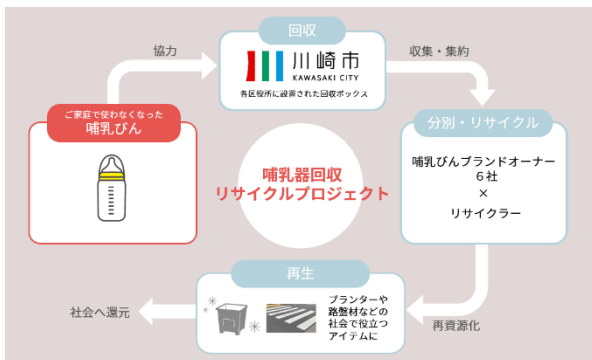 回収
協力
川崎市
KAWASAKI CITY
各区役所に設置された回収ボックス
収集・集約
ご家庭で使わなくなった
哺乳びん
分別・リサイクル
哺乳びんブランドオーナー
6社
×
リサイクラー
哺乳器回収
リサイクルプロジェクト
再生
プランターや
路盤材などの
社会で役立つ
アイテムに
社会へ還元
再資源化